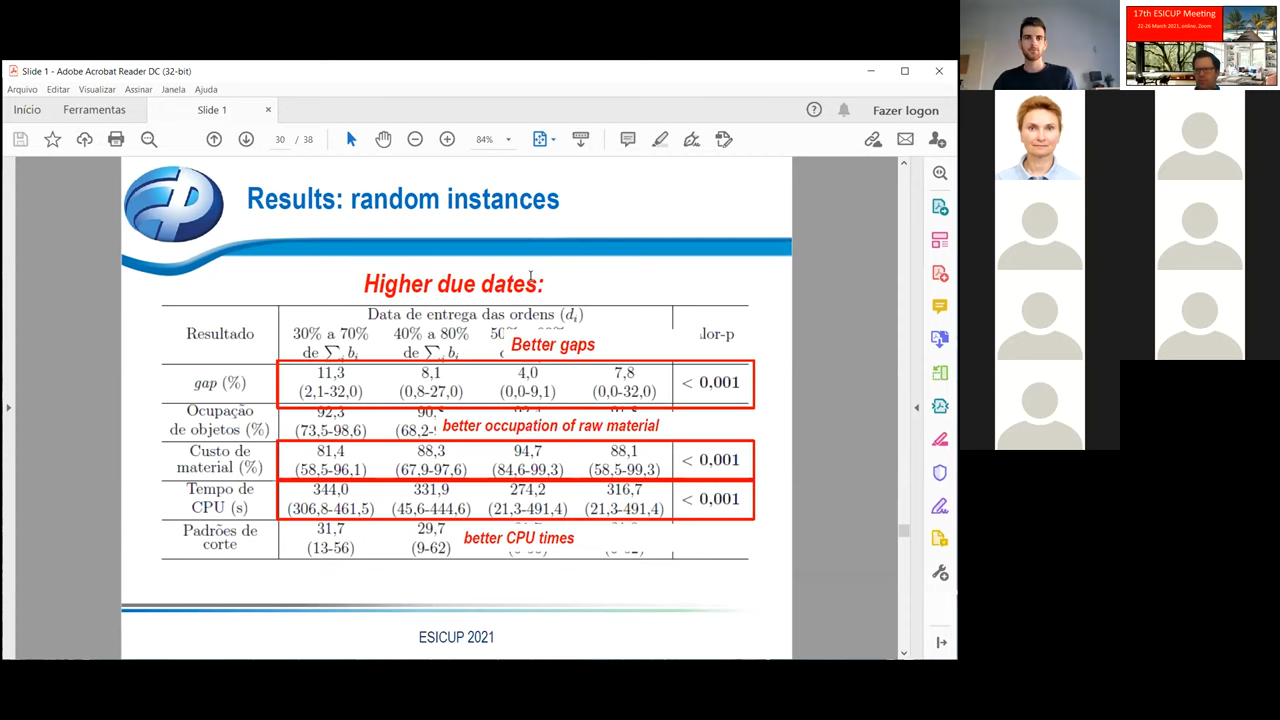 17th ESICUP Meeting
22-26 March 2021, online, Zoom
Slide 1 - Adobe Acrobat Reader DC (32-bit)
Arquivo Editar Visualizar Assinar Janela Ajuda
Início Ferramentas Slide 1 Fazer logon
30 / 38 84%
Results: random instances
Higher due dates:
Data de entrega das ordens (dᵢ)
Resultado 30% a 70% 40% a 80% lor-p
de ∑ bᵢ de ∑ bᵢ
Better gaps
gap (%) 11,3 8,1 4,0 7,8 < 0,001
(2,1-32,0) (0,8-27,0) (0,0-9,1) (0,0-32,0)
Ocupação 92,3
de objetos (%) (73,5-98,6)
better occupation of raw material
Custo de 81,4 88,3 94,7 88,1 < 0,001
material (%) (58,5-96,1) (67,9-97,6) (84,6-99,3) (58,5-99,3)
Tempo de 344,0 331,9 274,2 316,7 < 0,001
CPU (s) (306,8-461,5) (45,6-444,6) (21,3-491,4) (21,3-491,4)
Padrões de 31,7 29,7
corte (13-56) (9-62)
better CPU times
ESICUP 2021